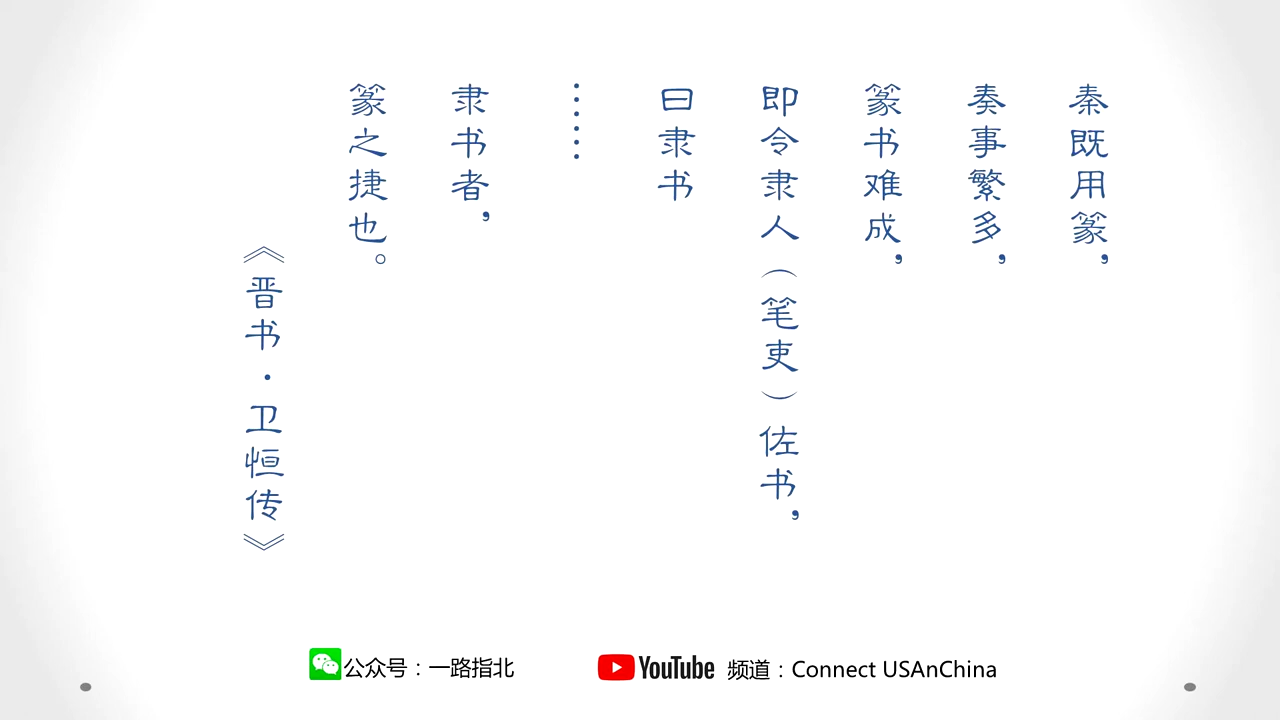 秦既用篆，
奏事繁多，
篆书难成，
即令隶人（笔吏）佐书，
曰隶书
……
隶书者，
篆之捷也。
《晋书·卫恒传》
公众号：一路指北
YouTube 频道：Connect USAnChina